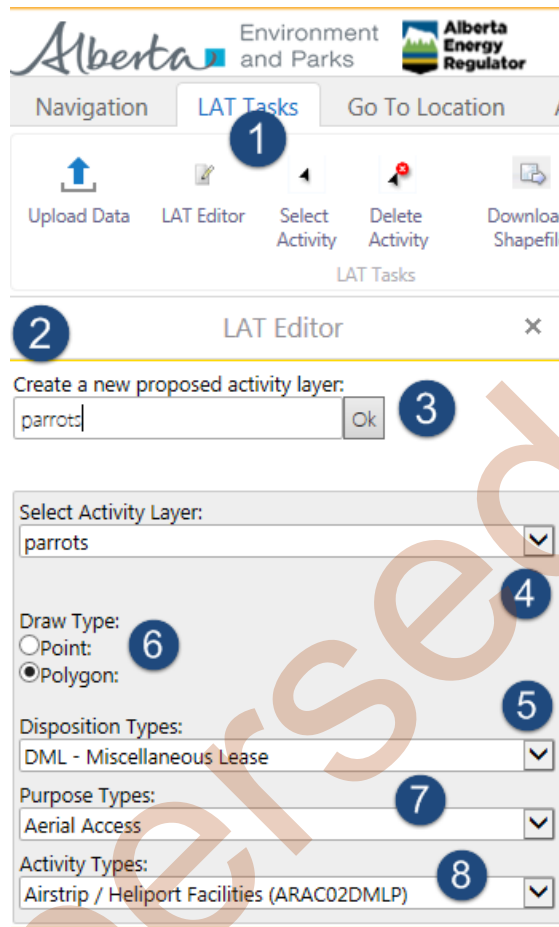 Alberta Environment and Parks Alberta Energy Regulator
Navigation LAT Tasks Go To Location
1
Upload Data LAT Editor Select Activity Delete Activity
LAT Tasks
2 LAT Editor ×
Create a new proposed activity layer:
parrots Ok 3
Select Activity Layer:
parrots
4
Draw Type:
Point: 6
Polygon:
5
Disposition Types:
DML - Miscellaneous Lease
Purpose Types: 7
Aerial Access
Activity Types: 8
Airstrip / Heliport Facilities (ARAC02DMLP)